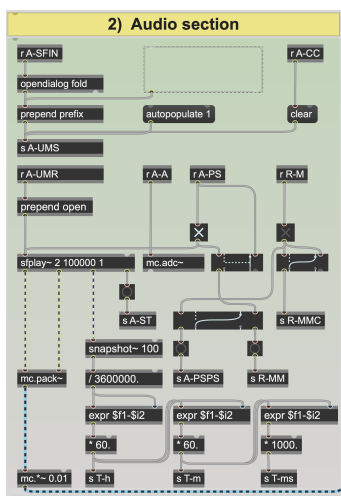 2) Audio section
r A-SFIN
r A-CC
opendialog fold
prepend prefix
autopopulate 1
clear
s A-UMS
r A-UMR
r A-A
r A-PS
r R-M
prepend open
sfplay~ 2 100000 1
mc.adc~
s A-ST
s R-MMC
snapshot~ 100
mc.pack~
/ 3600000.
s A-PSPS
s R-MM
expr $f1-$i2
expr $f1-$i2
expr $f1-$i2
* 60.
* 60.
* 1000.
mc.*~ 0.01
s T-h
s T-m
s T-ms